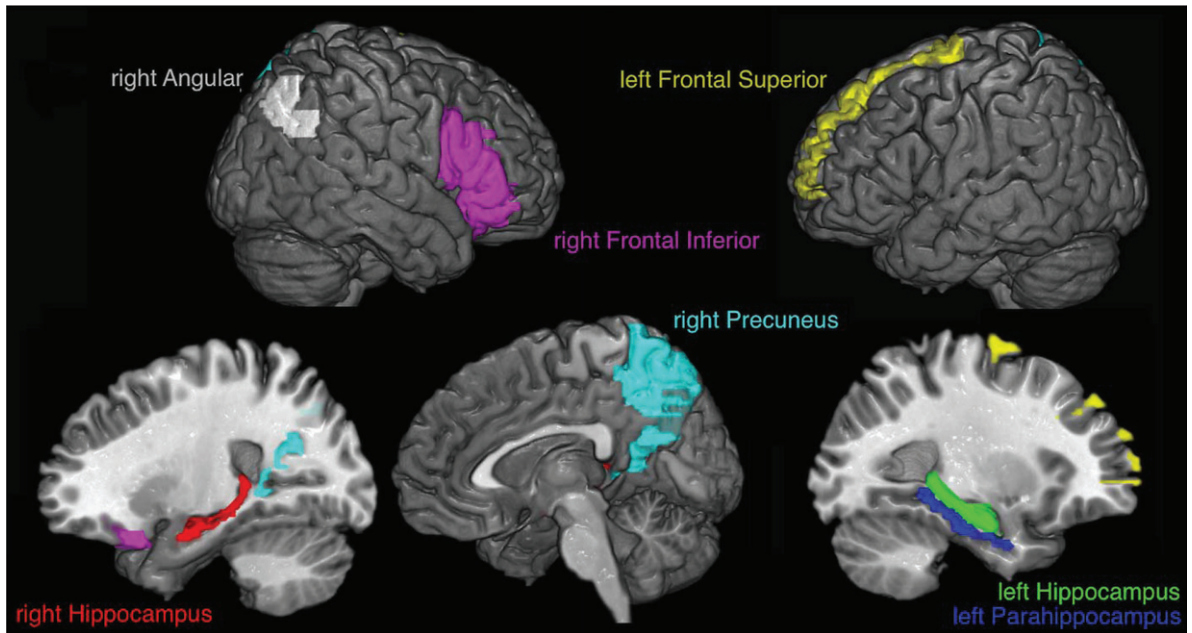 right Angular
left Frontal Superior
right Frontal Inferior
right Precuneus
right Hippocampus
left Hippocampus
left Parahippocampus